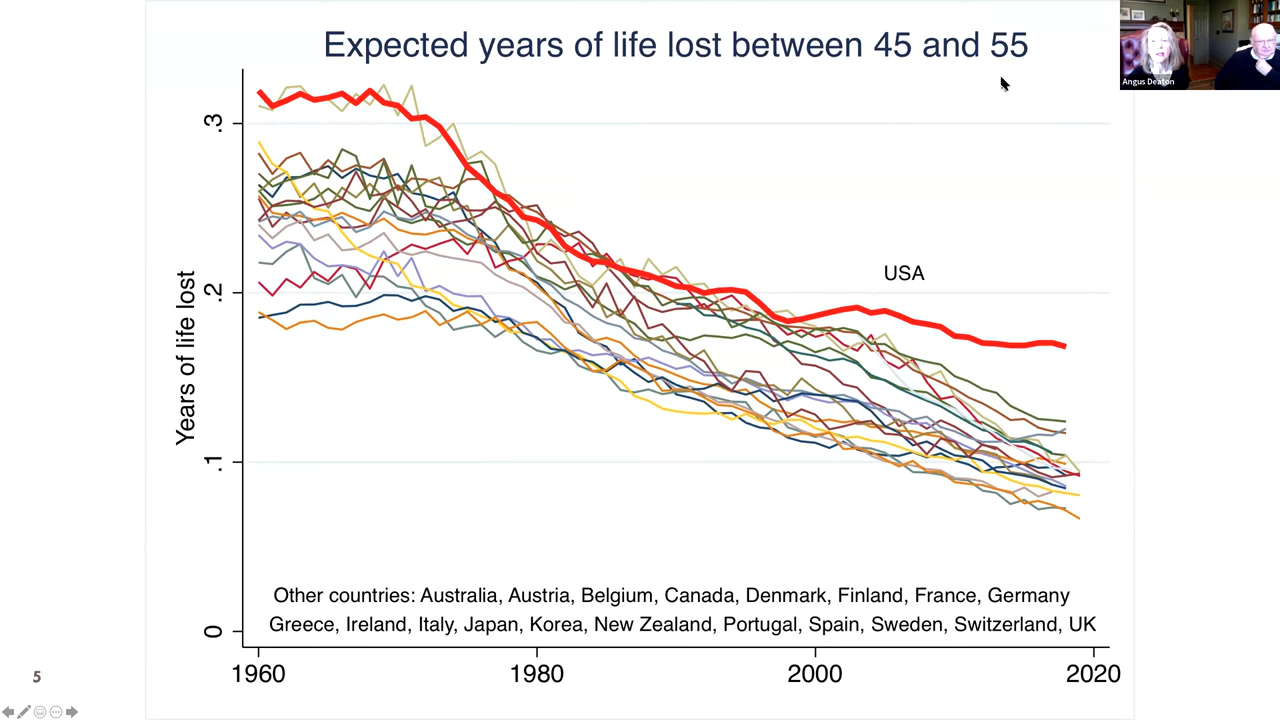 Expected years of life lost between 45 and 55
Angus Deaton
Years of life lost
.3
.2
.1
0
USA
Other countries: Australia, Austria, Belgium, Canada, Denmark, Finland, France, Germany
Greece, Ireland, Italy, Japan, Korea, New Zealand, Portugal, Spain, Sweden, Switzerland, UK
1960 1980 2000 2020
5